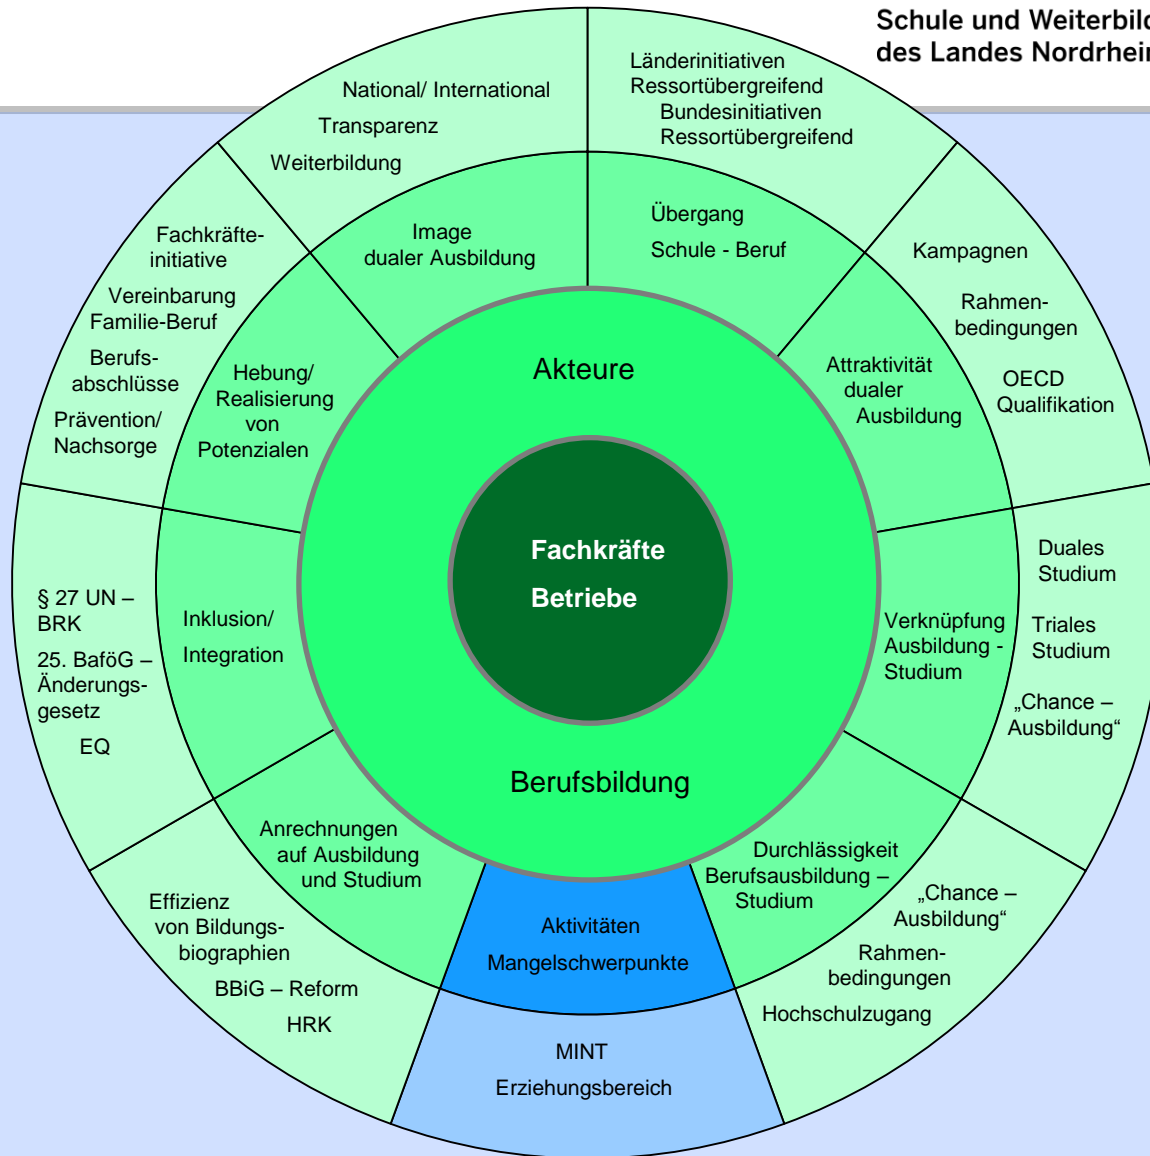 Schule und Weiterbild
des Landes Nordrhein
Länderinitiativen
Ressortübergreifend
Bundesinitiativen
Ressortübergreifend
National/ International
Transparenz
Weiterbildung
Übergang
Schule - Beruf
Image
dualer Ausbildung
Kampagnen
Rahmen-
bedingungen
OECD
Qualifikation
Attraktivität
dualer
Ausbildung
Fachkräfte-
initiative
Vereinbarung
Familie-Beruf
Berufs-
abschlüsse
Prävention/
Nachsorge
Hebung/
Realisierung
von
Potenzialen
Akteure
Fachkräfte
Betriebe
Berufsbildung
Duales
Studium
Triales
Studium
„Chance –
Ausbildung“
Verknüpfung
Ausbildung -
Studium
§ 27 UN –
BRK
25. BaföG –
Änderungs-
gesetz
EQ
Inklusion/
Integration
Anrechnungen
auf Ausbildung
und Studium
Effizienz
von Bildungs-
biographien
BBiG – Reform
HRK
Durchlässigkeit
Berufsausbildung –
Studium
„Chance –
Ausbildung“
Rahmen-
bedingungen
Hochschulzugang
Aktivitäten
Mangelschwerpunkte
MINT
Erziehungsbereich